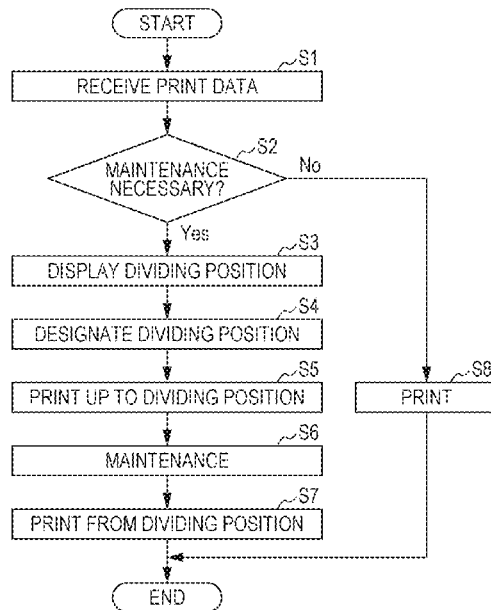 START
S1
RECEIVE PRINT DATA
S2
MAINTENANCE
NECESSARY?
No
Yes
S3
DISPLAY DIVIDING POSITION
S4
DESIGNATE DIVIDING POSITION
S5
PRINT UP TO DIVIDING POSITION
S8
PRINT
S6
MAINTENANCE
S7
PRINT FROM DIVIDING POSITION
END